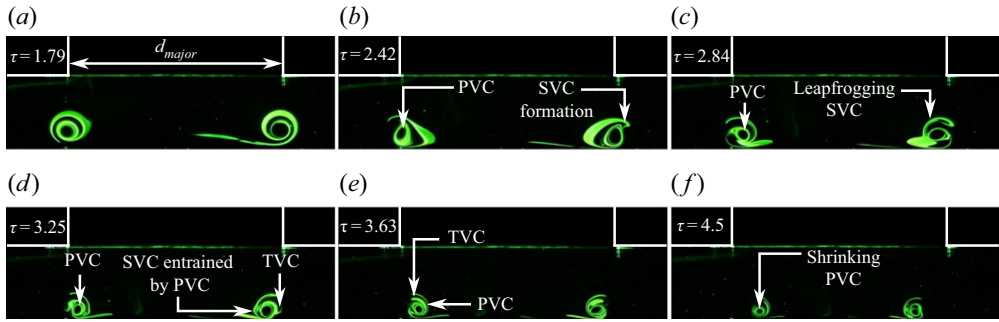 (a)
τ = 1.79
d_major
(b)
τ = 2.42
PVC
SVC
formation
(c)
τ = 2.84
PVC
Leapfrogging
SVC
(d)
τ = 3.25
PVC
SVC entrained
by PVC
TVC
(e)
τ = 3.63
TVC
PVC
(f)
τ = 4.5
Shrinking
PVC